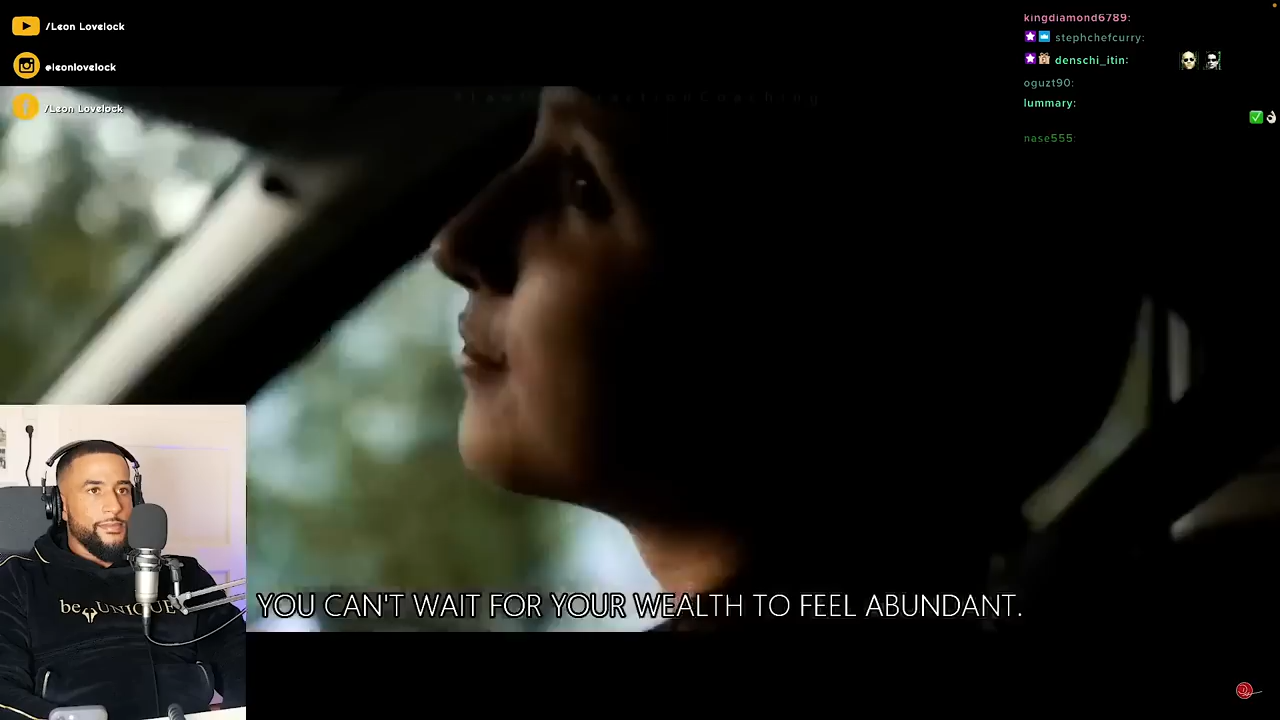 /Leon Lovelock
@leonlovelock
/Leon Lovelock
kingdiamond6789:
stephchefcurry:
denschi_itin:
oguzt90:
lummary:
nase555:
be UNIQUE
YOU CAN'T WAIT FOR YOUR WEALTH TO FEEL ABUNDANT.